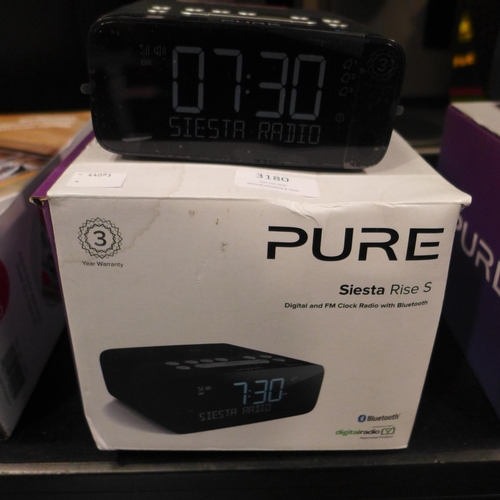 PURE
07:30
SIESTA RADIO
3180
3
Year Warranty
PURE
Siesta Rise S
Digital and FM Clock Radio with Bluetooth
7:30
SIESTA RADIO
Bluetooth
digitalradio
PURE